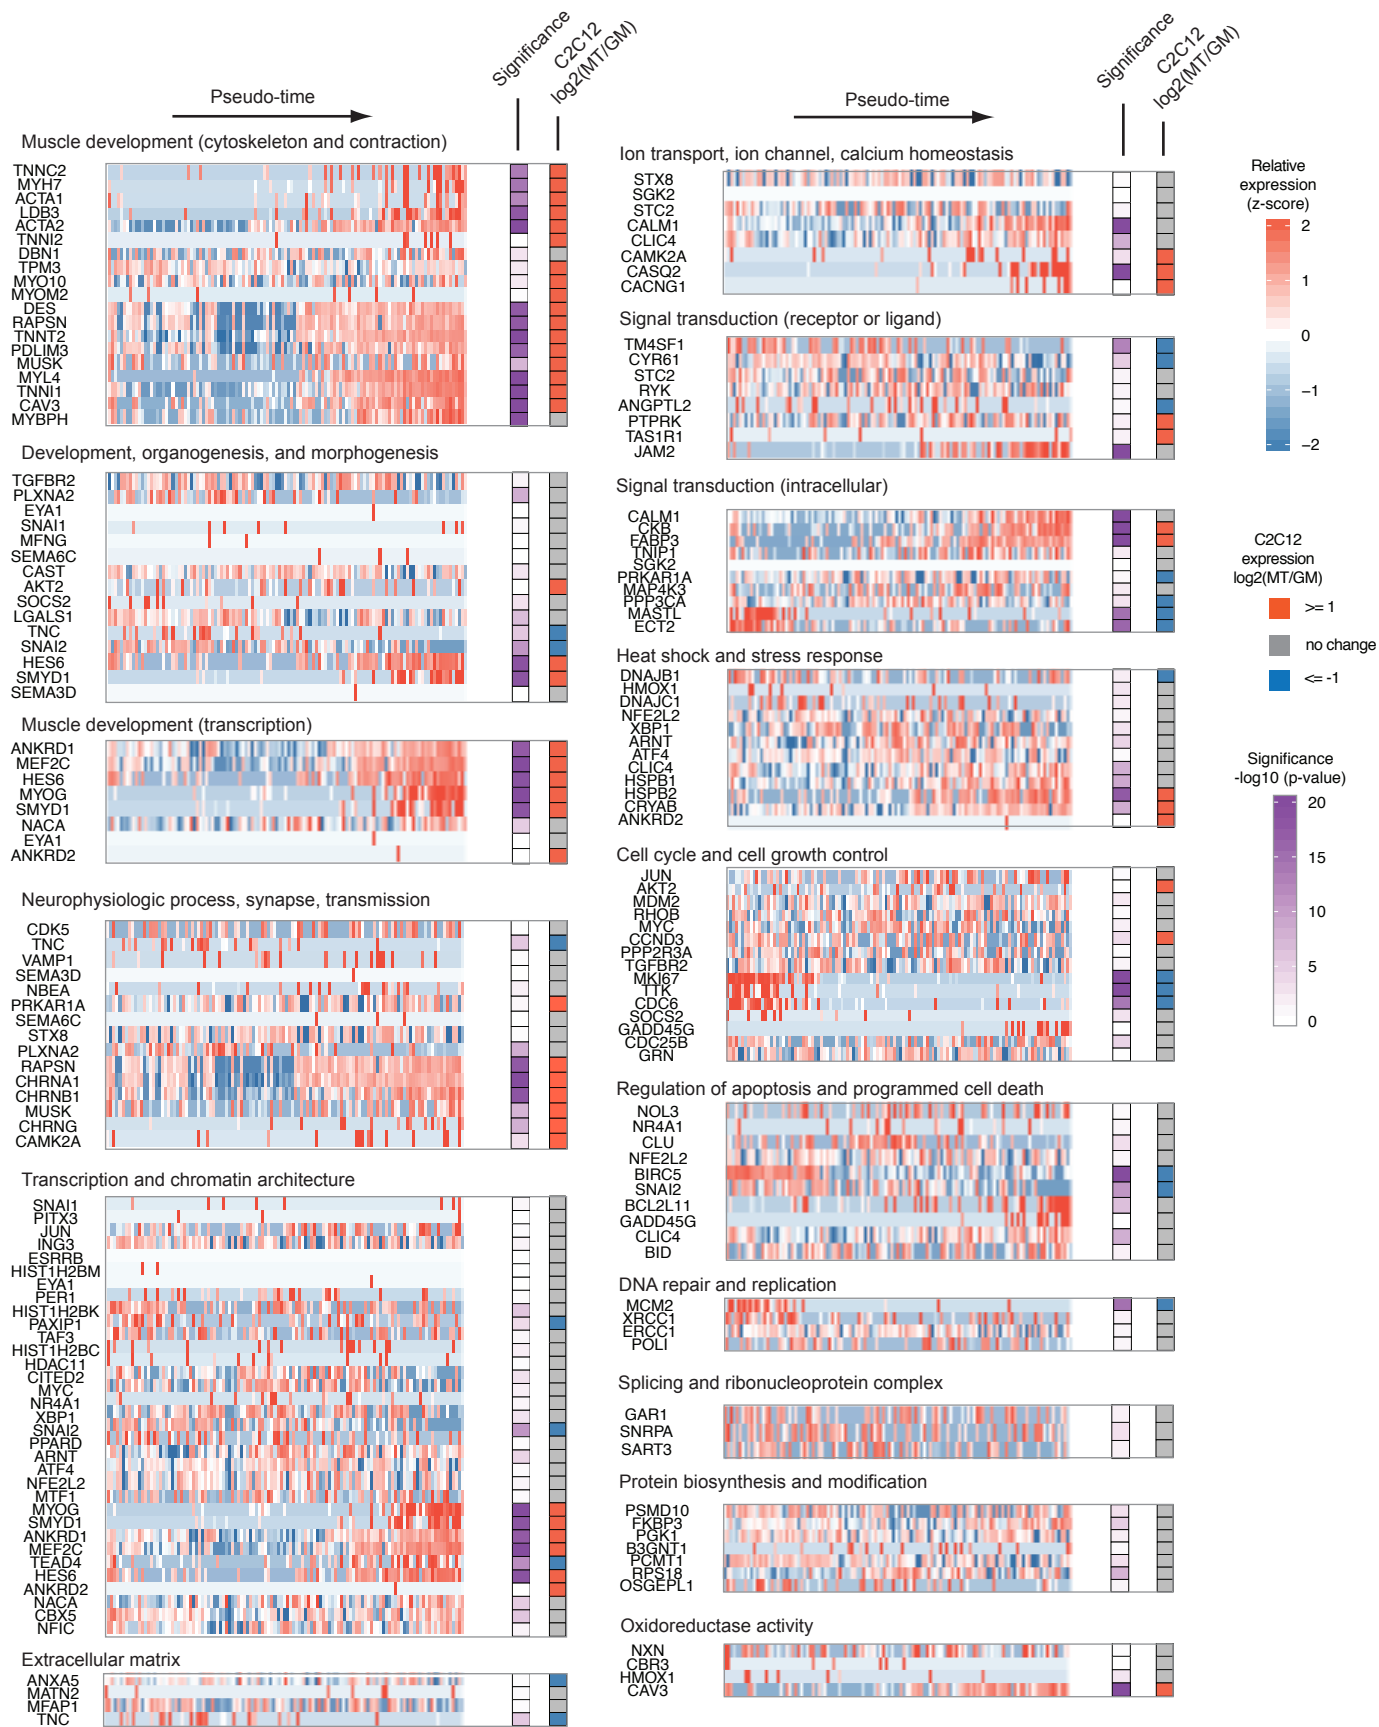 Significance
C2C12
log2(MT/GM)
Pseudo-time
Muscle development (cytoskeleton and contraction)
TNNC2
MYH7
ACTA1
LDB3
ACTA2
TNNI2
DBN1
TPM3
MYO10
MYOM2
DES
RAPSN
TNNT2
PDLIM3
MUSK
MYL4
TNNI1
CAV3
MYBPH
Development, organogenesis, and morphogenesis
TGFBR2
PLXNA2
EYA1
SNAI1
MFNG
SEMA6C
CAST
AKT2
SOCS2
LGALS1
TNC
SNAI2
HES6
SMYD1
SEMA3D
Muscle development (transcription)
ANKRD1
MEF2C
HES6
MYOG
SMYD1
NACA
EYA1
ANKRD2
Neurophysiologic process, synapse, transmission
CDK5
TNC
VAMP1
SEMA3D
NBEA
PRKAR1A
SEMA6C
STX8
PLXNA2
RAPSN
CHRNA1
CHRNB1
MUSK
CHRNG
CAMK2A
Transcription and chromatin architecture
SNAI1
PITX3
JUN
ING3
ESRRB
HIST1H2BM
EYA1
PER1
HIST1H2BK
PAXIP1
TAF3
HIST1H2BC
HDAC11
CITED2
MYC
NR4A1
XBP1
SNAI2
PPARD
ARNT
ATF4
NFE2L2
MTF1
MYOG
SMYD1
ANKRD1
MEF2C
TEAD4
HES6
ANKRD2
NACA
CBX5
NFIC
Extracellular matrix
ANXA5
MATN2
MFAP1
TNC
Significance
C2C12
log2(MT/GM)
Pseudo-time
Ion transport, ion channel, calcium homeostasis
STX8
SGK2
STC2
CALM1
CLIC4
CAMK2A
CASQ2
CACNG1
Signal transduction (receptor or ligand)
TM4SF1
CYR61
STC2
RYK
ANGPTL2
PTPRK
TAS1R1
JAM2
Signal transduction (intracellular)
CALM1
CKB
FABP3
TNIP1
SGK2
PRKAR1A
MAP4K3
PPP3CA
MASTL
ECT2
Heat shock and stress response
DNAJB1
HMOX1
DNAJC1
NFE2L2
XBP1
ARNT
ATF4
CLIC4
HSPB1
HSPB2
CRYAB
ANKRD2
Cell cycle and cell growth control
JUN
AKT2
MDM2
RHOB
MYC
CCND3
PPP2R3A
TGFBR2
MKI67
TTK
CDC6
SOCS2
GADD45G
CDC25B
GRN
Regulation of apoptosis and programmed cell death
NOL3
NR4A1
CLU
NFE2L2
BIRC5
SNAI2
BCL2L11
GADD45G
CLIC4
BID
DNA repair and replication
MCM2
XRCC1
ERCC1
POLI
Splicing and ribonucleoprotein complex
GAR1
SNRPA
SART3
Protein biosynthesis and modification
PSMD10
FKBP3
PGK1
B3GNT1
PCMT1
RPS18
OSGEPL1
Oxidoreductase activity
NXN
CBR3
HMOX1
CAV3
Relative
expression
(z-score)
2
1
0
−1
−2
C2C12
expression
log2(MT/GM)
>= 1
no change
<= -1
Significance
-log10 (p-value)
20
15
10
5
0